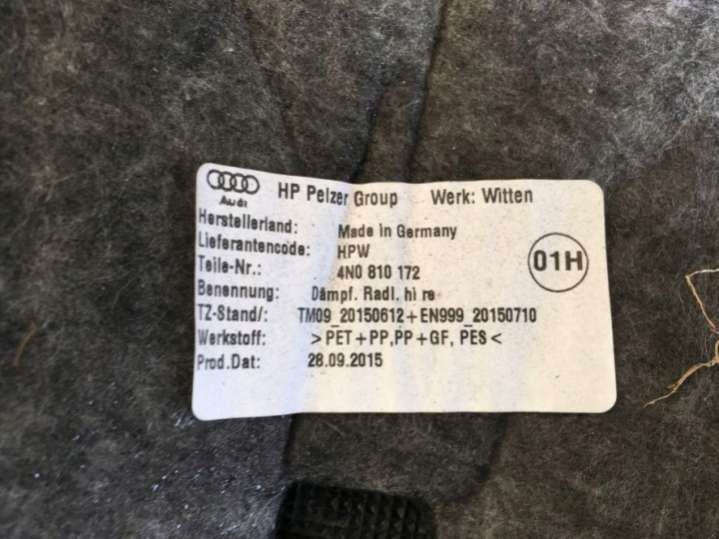 Audi HP Pelzer Group Werk: Witten
Herstellerland: Made in Germany
Lieferantencode: HPW
Teile-Nr.: 4N0 810 172
01H
Benennung: Dämpf. Radl. hi re
TZ-Stand/: TM09_20150612+EN999_20150710
Werkstoff: >PET+PP,PP+GF, PES<
Prod.Dat: 28.09.2015